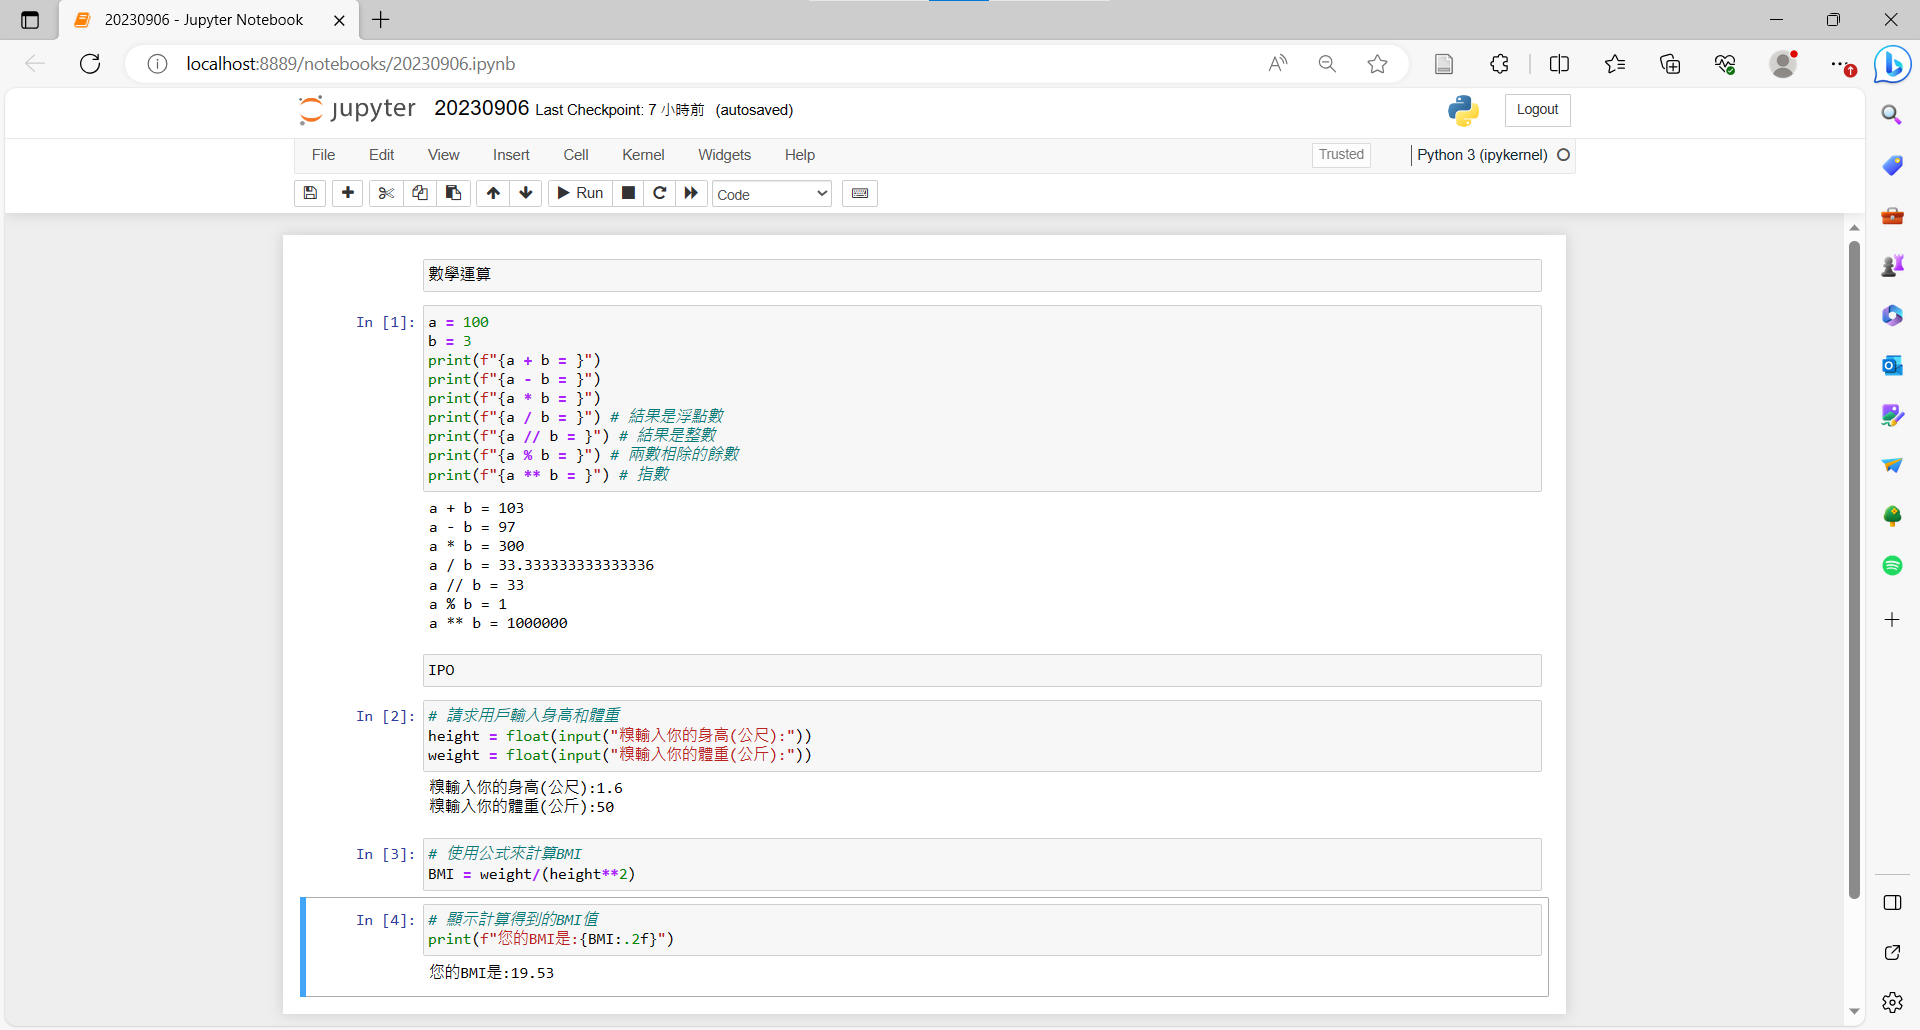 20230906 - Jupyter Notebook
localhost:8889/notebooks/20230906.ipynb
jupyter 20230906 Last Checkpoint: 7 小時前 (autosaved)
Logout
File Edit View Insert Cell Kernel Widgets Help
Trusted Python 3 (ipykernel)
Run Code
數學運算
In [1]: a = 100
b = 3
print(f"{a + b = }")
print(f"{a - b = }")
print(f"{a * b = }")
print(f"{a / b = }") # 結果是浮點數
print(f"{a // b = }") # 結果是整數
print(f"{a % b = }") # 兩數相除的餘數
print(f"{a ** b = }") # 指數
a + b = 103
a - b = 97
a * b = 300
a / b = 33.333333333333336
a // b = 33
a % b = 1
a ** b = 1000000
IPO
In [2]: # 請求用戶輸入身高和體重
height = float(input("糗輸入你的身高(公尺):"))
weight = float(input("糗輸入你的體重(公斤):"))
糗輸入你的身高(公尺):1.6
糗輸入你的體重(公斤):50
In [3]: # 使用公式來計算BMI
BMI = weight/(height**2)
In [4]: # 顯示計算得到的BMI值
print(f"您的BMI是:{BMI:.2f}")
您的BMI是:19.53